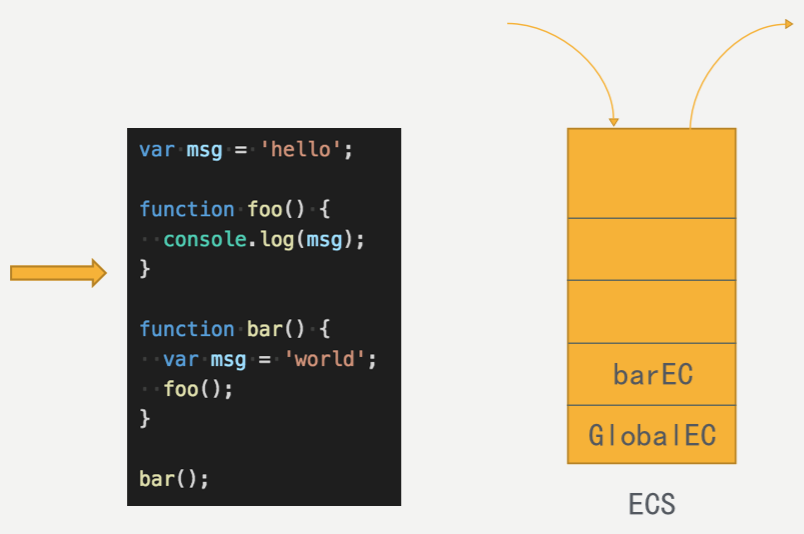 var msg = 'hello';
function foo() {
  console.log(msg);
}
function bar() {
  var msg = 'world';
  foo();
}
bar();
barEC
GlobalEC
ECS